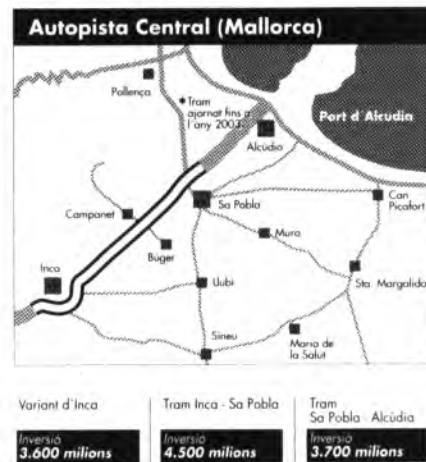 Autopista Central (Mallorca)
Pollença
Tram
ajornat fins a
l'any 2003
Port d'Alcúdia
Alcúdia
Can
Picafort
Sa Pobla
Campanet
Muro
Búger
Inca
Llubí
Sta. Margalida
Sineu
Maria de
la Salut
Variant d'Inca
Inversió
3.600 milions
Tram Inca - Sa Pobla
Inversió
4.500 milions
Tram
Sa Pobla - Alcúdia
Inversió
3.700 milions